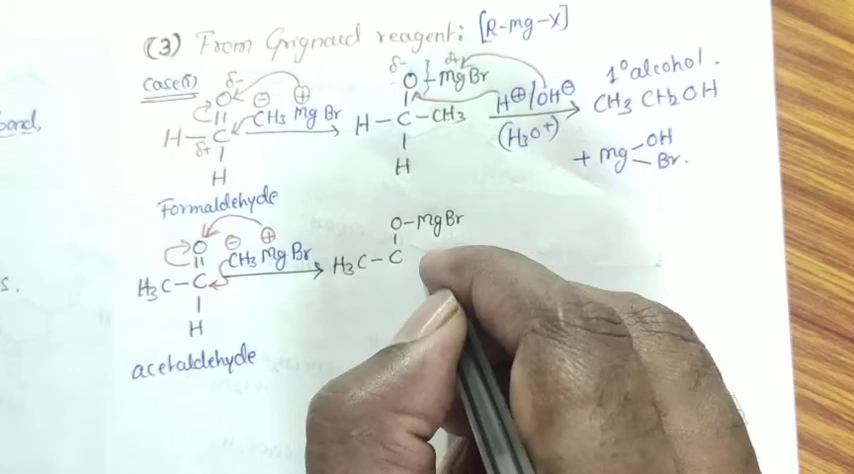 (3) From Grignard reagent: [R-mg-X]
Case(i) δ- δ- δ+ 1° alcohol.
O ⊖ ⊕ O } mgBr
bond, || CH3 Mg Br | H⊕/OH⊖ CH3 CH2OH
H-C H-C-CH3 (H3O+)
δ+ | | + mg OH
H H Br.
Formaldehyde
O-mgBr
O ⊖ ⊕ |
|| CH3 Mg Br H3C-C
s. H3C-C
|
H
acetaldehyde